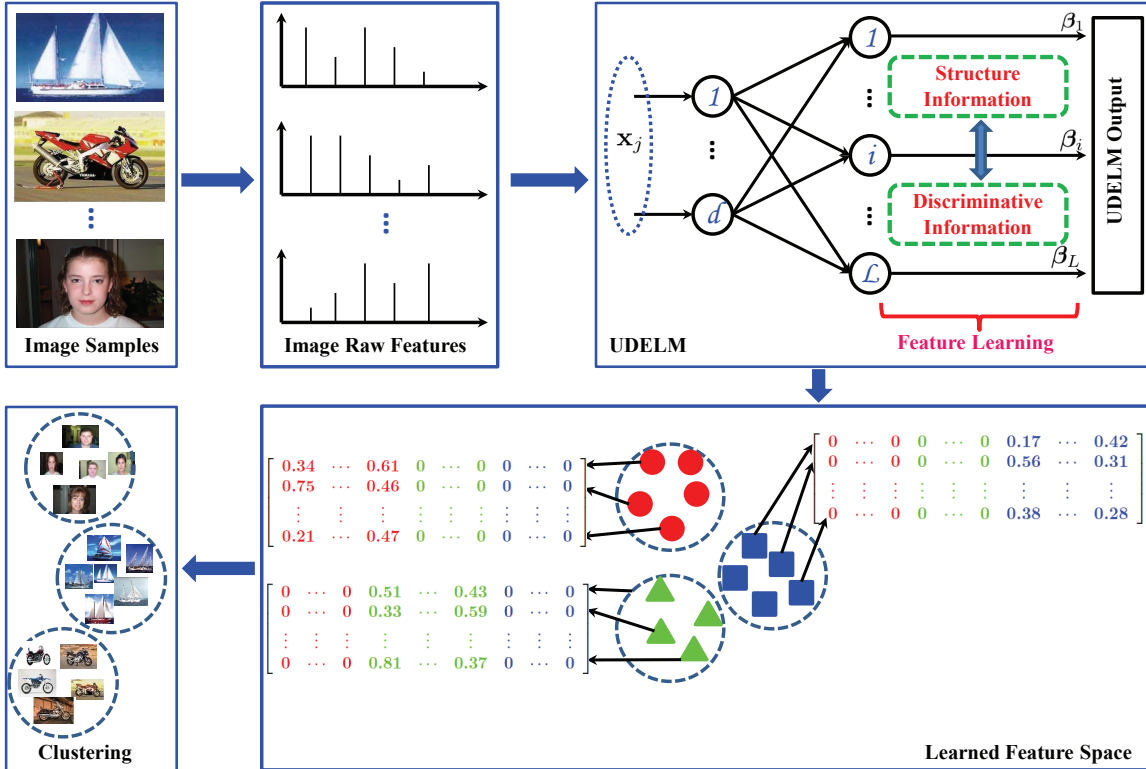 Image Samples
Image Raw Features
x_j
1
...
d
1
...
i
...
L
β_1
β_i
β_L
Structure
Information
Discriminative
Information
UDELM Output
UDELM
Feature Learning
0 ... 0 0 ... 0 0.17 ... 0.42
0 ... 0 0 ... 0 0.56 ... 0.31
⋮ ⋮ ⋮ ⋮ ⋮ ⋮ ⋮ ⋮ ⋮
0 ... 0 0 ... 0 0.38 ... 0.28
0.34 ... 0.61 0 ... 0 0 ... 0
0.75 ... 0.46 0 ... 0 0 ... 0
⋮ ⋮ ⋮ ⋮ ⋮ ⋮ ⋮ ⋮ ⋮
0.21 ... 0.47 0 ... 0 0 ... 0
0 ... 0 0.51 ... 0.43 0 ... 0
0 ... 0 0.33 ... 0.59 0 ... 0
⋮ ⋮ ⋮ ⋮ ⋮ ⋮ ⋮ ⋮ ⋮
0 ... 0 0.81 ... 0.37 0 ... 0
Learned Feature Space
Clustering